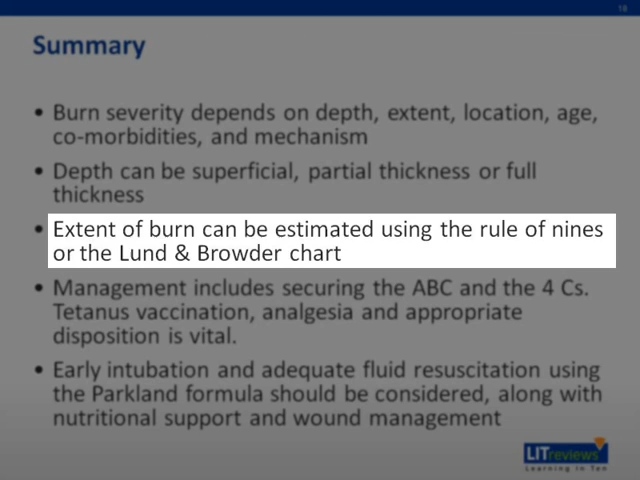 18
Summary
• Burn severity depends on depth, extent, location, age,
co-morbidities, and mechanism
• Depth can be superficial, partial thickness or full
thickness
• Extent of burn can be estimated using the rule of nines
or the Lund & Browder chart
• Management includes securing the ABC and the 4 Cs.
Tetanus vaccination, analgesia and appropriate
disposition is vital.
• Early intubation and adequate fluid resuscitation using
the Parkland formula should be considered, along with
nutritional support and wound management
LITreviews
Learning in Ten